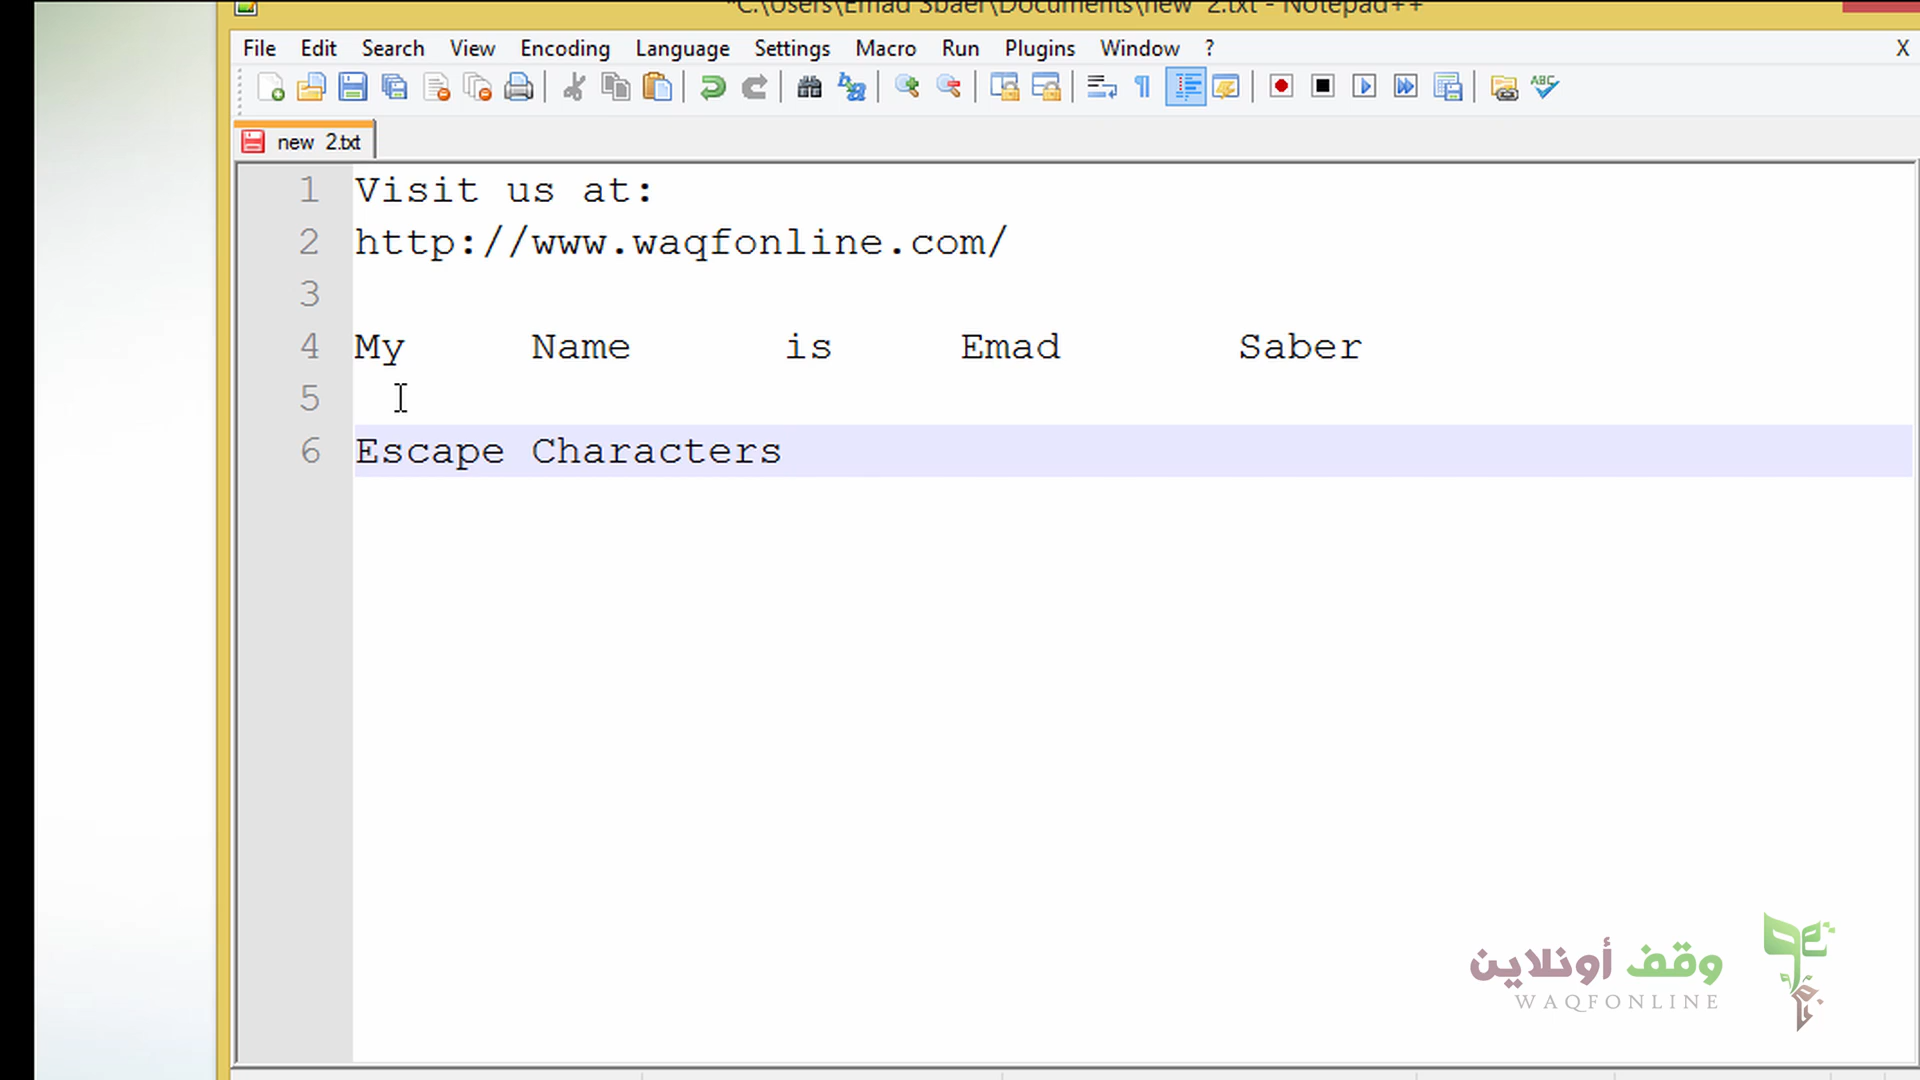 *C:\Users\Emad Sbaer\Documents\new  2.txt - Notepad++
File Edit Search View Encoding Language Settings Macro Run Plugins Window ? X
ABC
new  2.txt
1 Visit us at:
2 http://www.waqfonline.com/
3
4 My Name is Emad Saber
5
6 Escape Characters
وقف أونلاين
WAQFONLINE